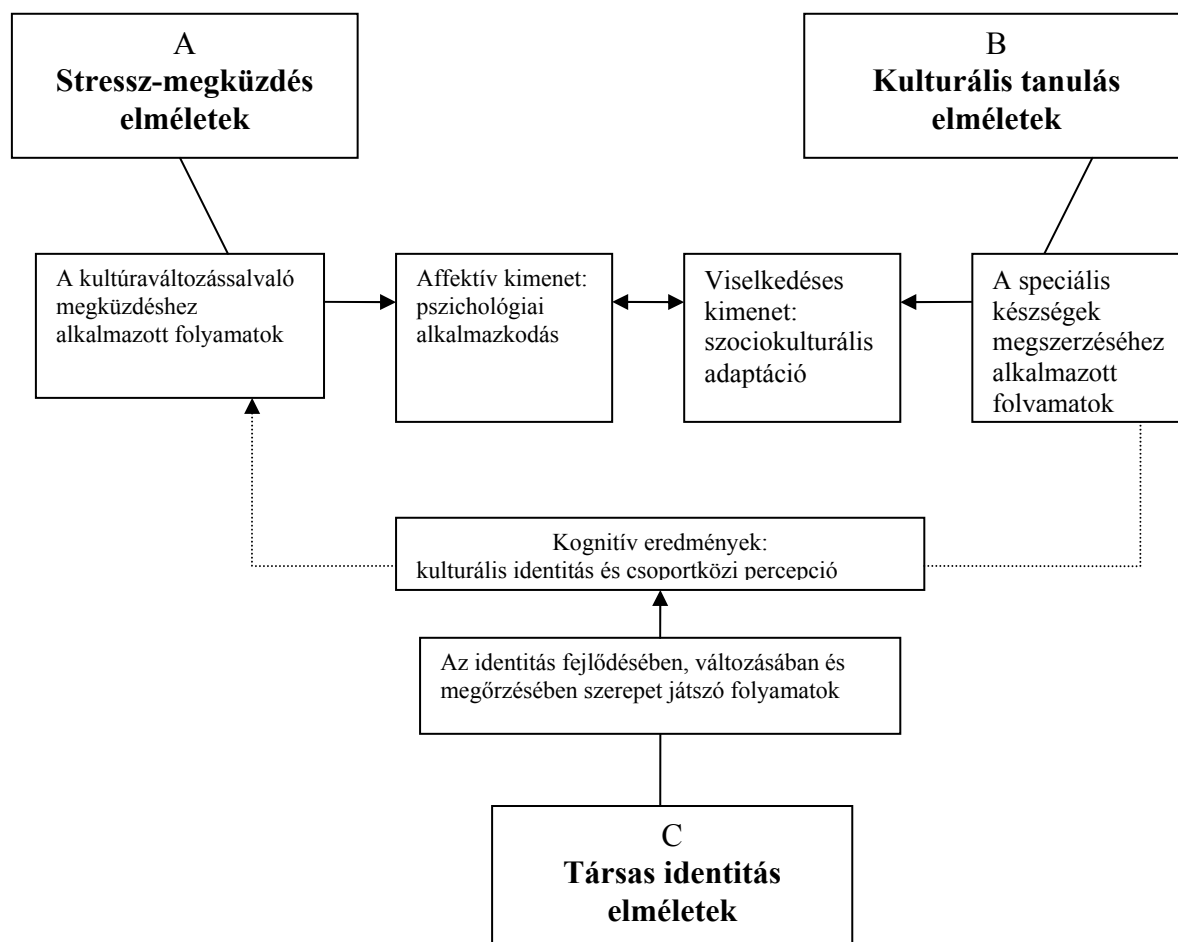 A
Stressz-megküzdés
elméletek
B
Kulturális tanulás
elméletek
A kultúraváltozássalvaló
megküzdéshez
alkalmazott folyamatok
Affektív kimenet:
pszichológiai
alkalmazkodás
Viselkedéses
kimenet:
szociokulturális
adaptáció
A speciális
készségek
megszerzéséhez
alkalmazott
folyamatok
Kognitív eredmények:
kulturális identitás és csoportközi percepció
Az identitás fejlődésében, változásában és
megőrzésében szerepet játszó folyamatok
C
Társas identitás
elméletek